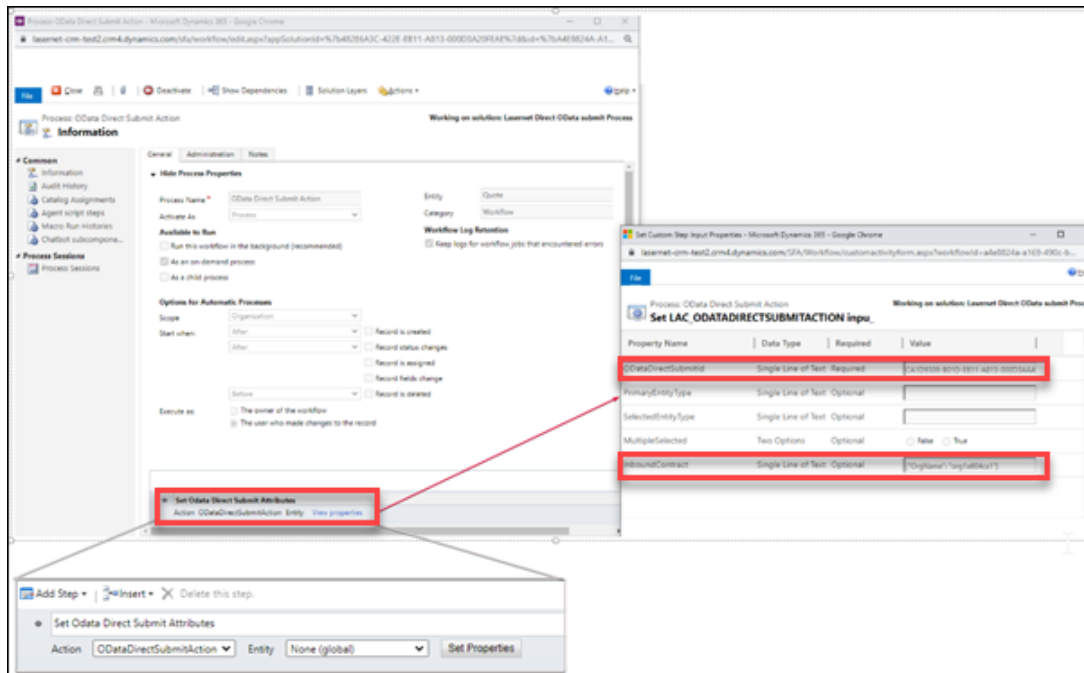 Process: OData Direct Submit Action - Microsoft Dynamics 365 - Google Chrome
File Close Deactivate Show Dependencies Solution Layers Actions Help
Process: OData Direct Submit Action
Information
Working on solution: Lasernet Direct OData submit Process
Common
Information
Audit History
Catalog Assignments
Agent script steps
Macro Run Histories
Chatbot subcompone...
Process Sessions
Process Sessions
General Administration Notes
Hide Process Properties
Process Name * OData Direct Submit Action
Activate As Process
Available to Run
Run this workflow in the background (recommended)
As an on-demand process
As a child process
Entity Quote
Category Workflow
Workflow Log Retention
Keep logs for workflow jobs that encountered errors
Options for Automatic Processes
Scope Organization
Start when: After Record is created
After Record status changes
Record is assigned
Record fields change
Before Record is deleted
Execute as: The owner of the workflow
The user who made changes to the record
Set Odata Direct Submit Attributes
Action ODataDirectSubmitAction Entity View properties
Set Custom Step Input Properties - Microsoft Dynamics 365 - Google Chrome
File
Process: OData Direct Submit Action
Set LAC_ODATADIRECTSUBMITACTION inpu_
Working on solution: Lasernet Direct OData submit Proc
Property Name Data Type Required Value
ODataDirectSubmitId Single Line of Text Required
PrimaryEntityType Single Line of Text Optional
SelectedEntityType Single Line of Text Optional
MultipleSelected Two Options Optional False True
InboundContract Single Line of Text Optional
Add Step Insert Delete this step.
Set Odata Direct Submit Attributes
Action ODataDirectSubmitAction Entity None (global) Set Properties